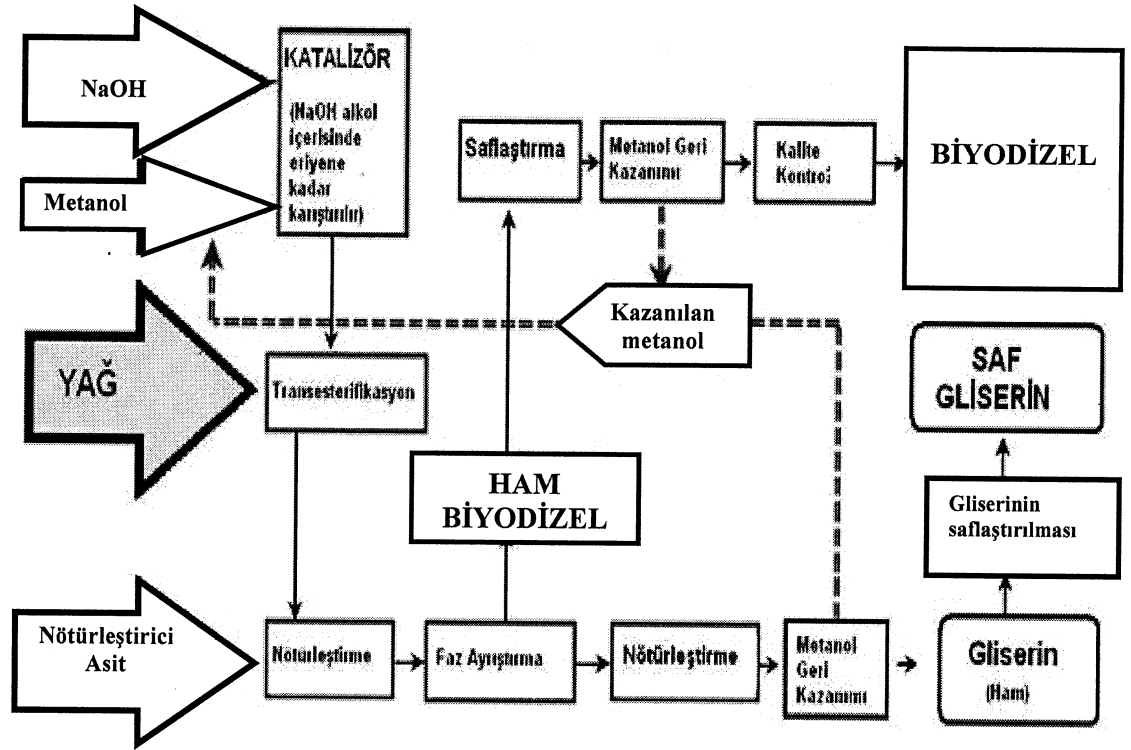 NaOH
Metanol
KATALİZÖR
(NaOH alkol
içerisinde
eriyene
kadar
karıştırılır)
Saflaştırma
Metanol Geri
Kazanımı
Kalite
Kontrol
BİYODİZEL
Kazanılan
metanol
YAĞ
Transesterifikasyon
HAM
BİYODİZEL
SAF
GLİSERİN
Gliserinin
saflaştırılması
Nötürleştirici
Asit
Nötürleştirme
Faz Ayrıştırma
Nötürleştirme
Metanol
Geri
Kazanımı
Gliserin
(Ham)